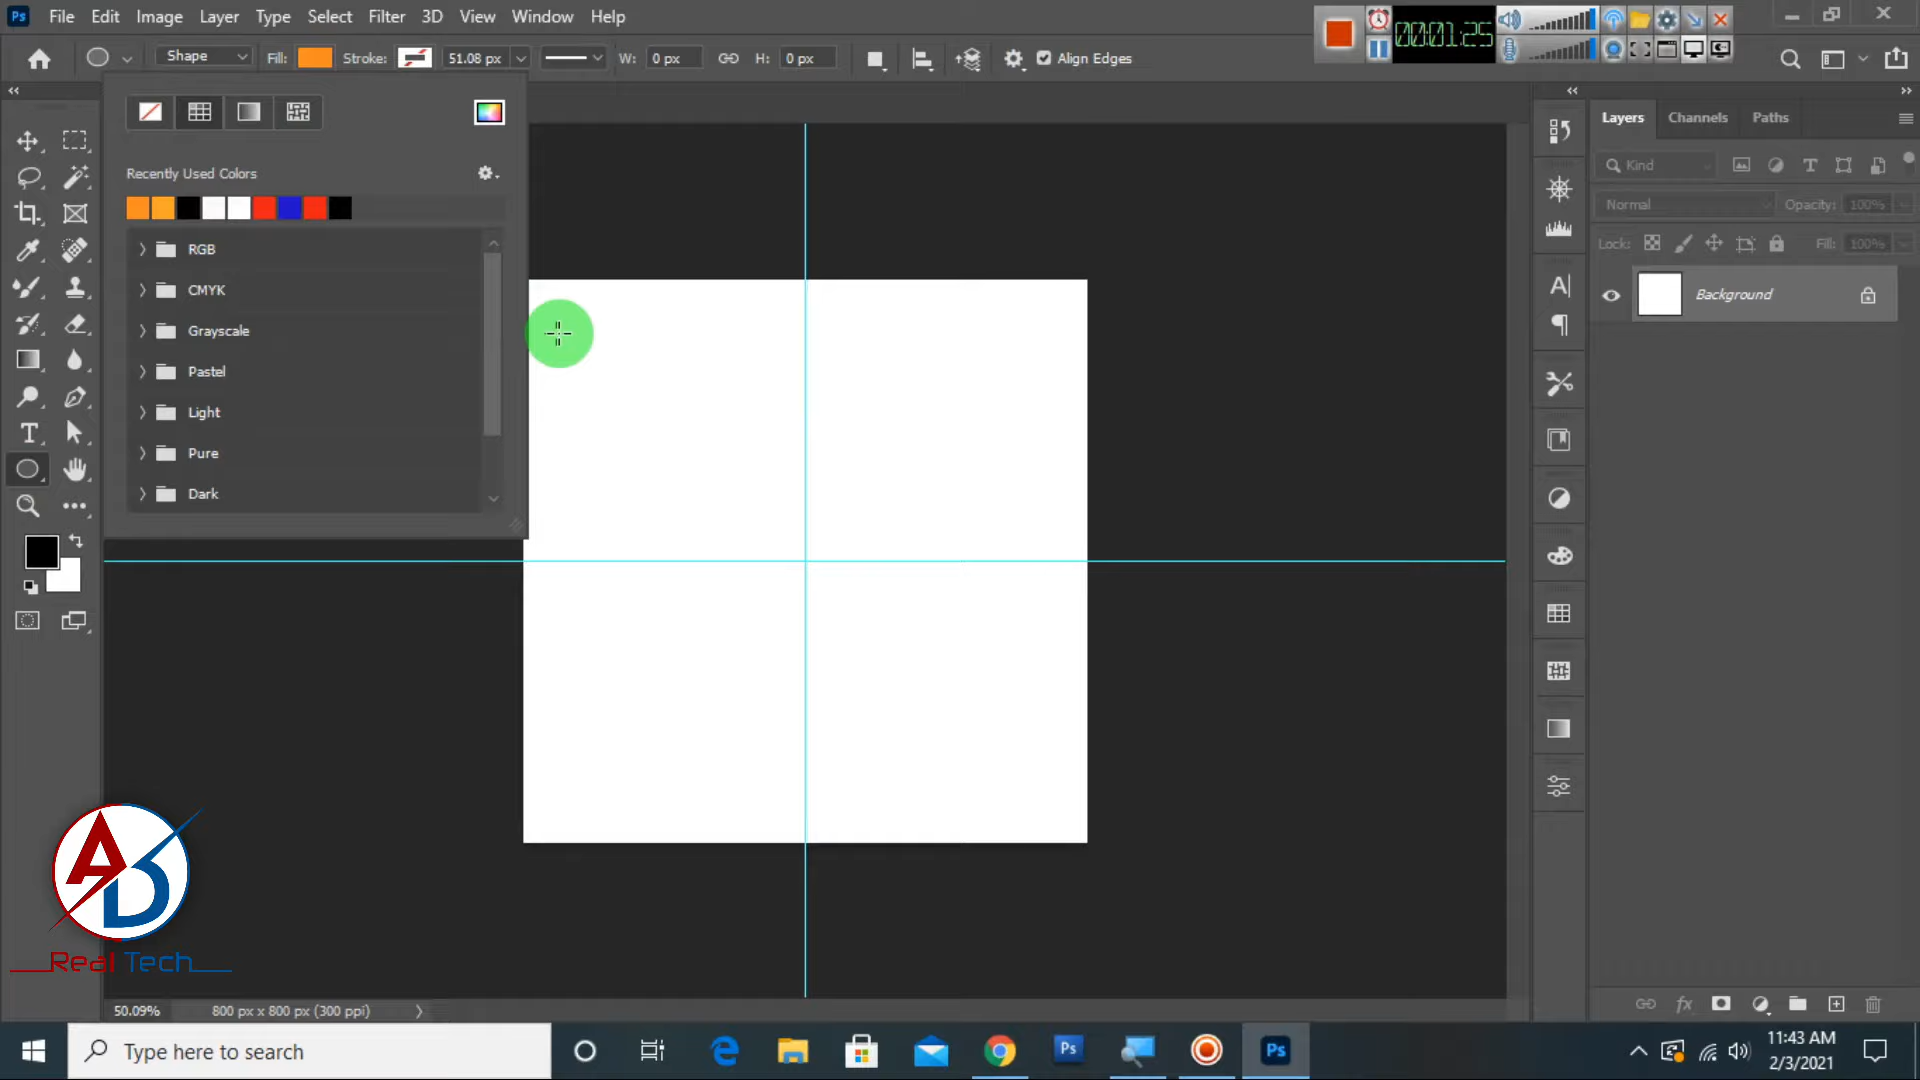 Ps File Edit Image Layer Type Select Filter 3D View Window Help
00:01:25
Shape Fill: Stroke: 51.08 px W: 0 px H: 0 px Align Edges
Recently Used Colors
RGB
CMYK
Grayscale
Pastel
Light
Pure
Dark
Layers Channels Paths
Kind
Normal Opacity: 100%
Lock: Fill: 100%
Background
AD
Real Tech
50.09% 800 px x 800 px (300 ppi)
Type here to search
Ps
Ps
11:43 AM
2/3/2021